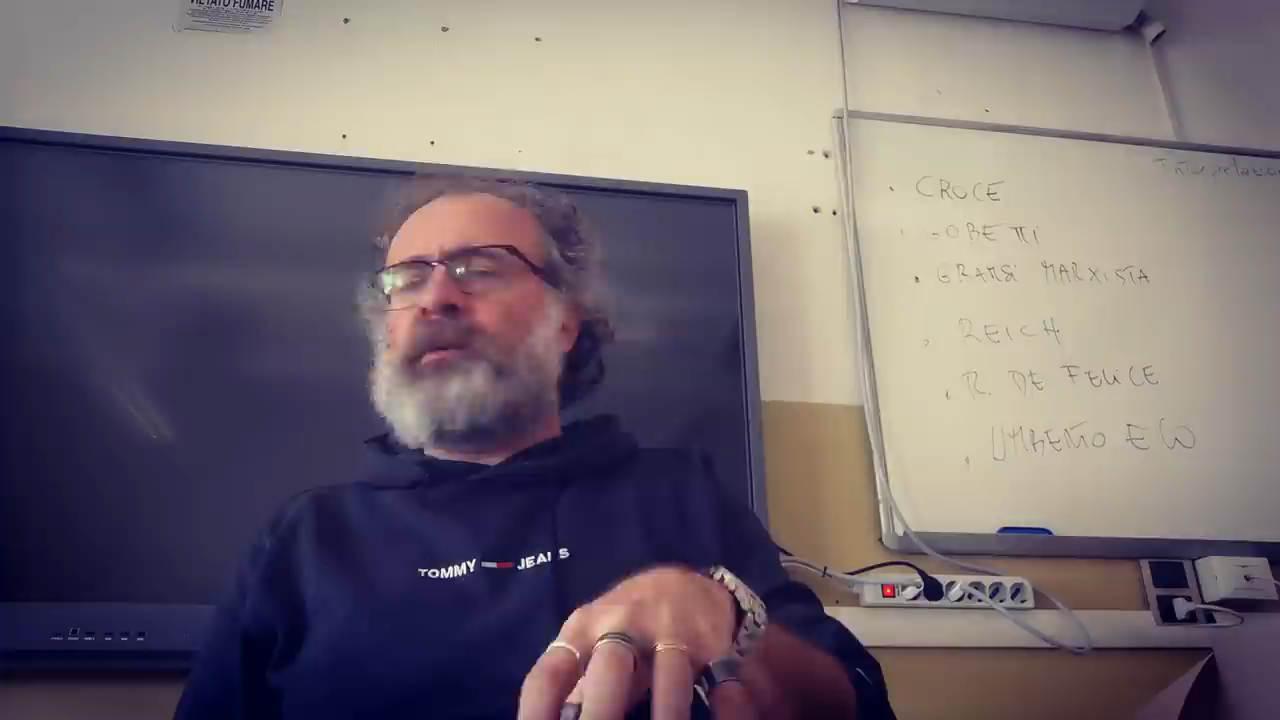 VIETATO FUMARE
CROCE
GOBETTI
GRAMSI MARXISTA
REICH
R. DE FELICE
UMBERTO ECO
TOMMY JEANS